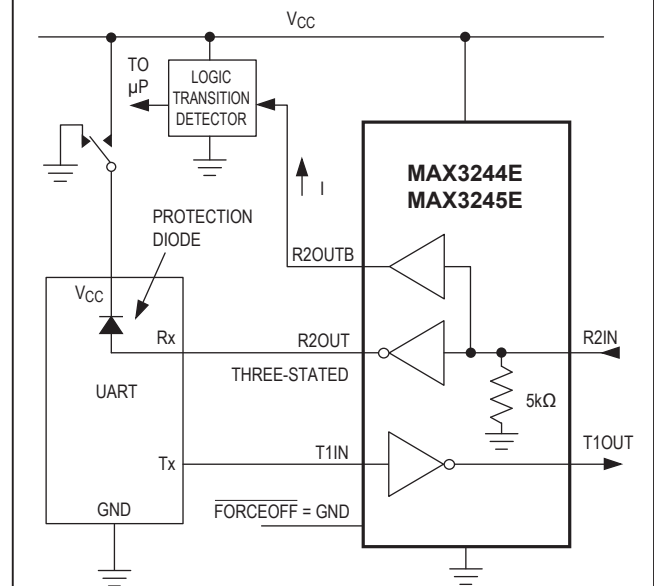 VCC
TO
µP
LOGIC
TRANSITION
DETECTOR
MAX3244E
MAX3245E
I
PROTECTION
DIODE
R2OUTB
VCC
Rx
R2OUT
R2IN
THREE-STATED
UART
5kΩ
Tx
T1IN
T1OUT
GND
FORCEOFF = GND